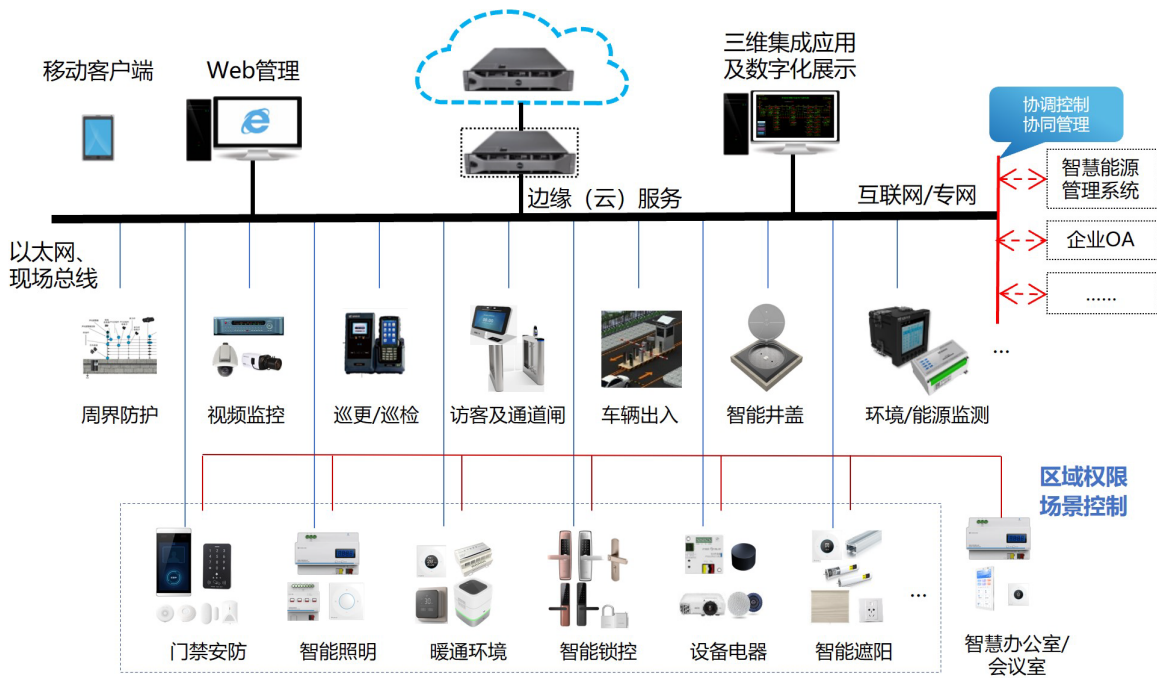 移动客户端
Web管理
三维集成应用
及数字化展示
协调控制
协同管理
智慧能源
管理系统
边缘（云）服务
互联网/专网
企业OA
以太网、
现场总线
......
...
周界防护
视频监控
巡更/巡检
访客及通道闸
车辆出入
智能井盖
环境/能源监测
区域权限
场景控制
...
门禁安防
智能照明
暖通环境
智能锁控
设备电器
智能遮阳
智慧办公室/
会议室